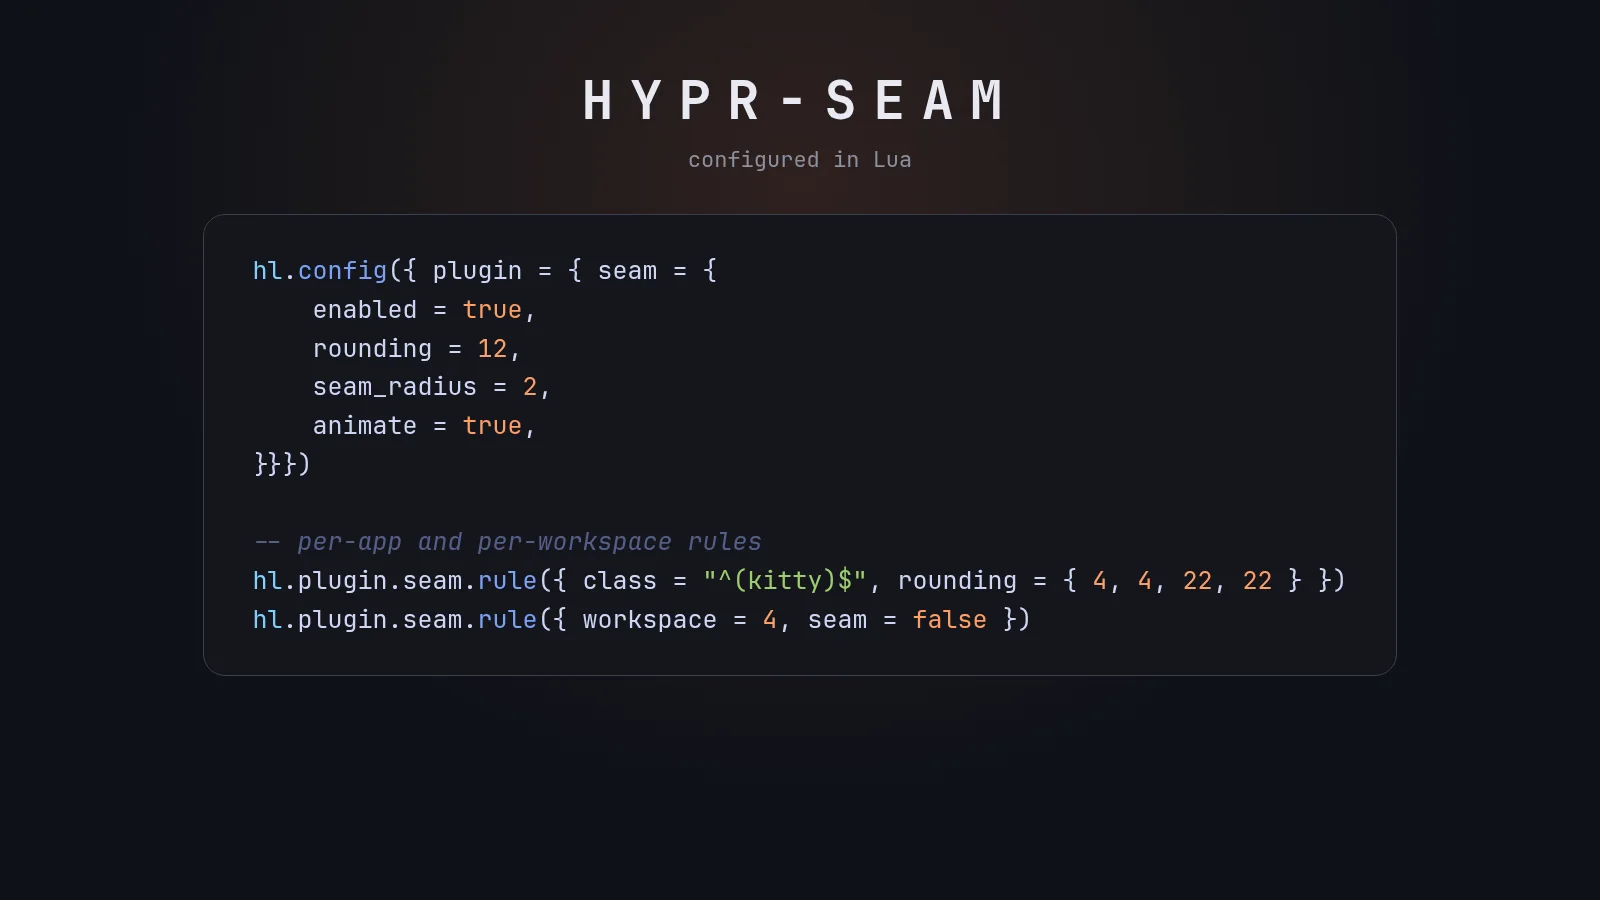 HYPR-SEAM
configured in Lua
hl.config({ plugin = { seam = {
    enabled = true,
    rounding = 12,
    seam_radius = 2,
    animate = true,
}}})
-- per-app and per-workspace rules
hl.plugin.seam.rule({ class = "^(kitty)$", rounding = { 4, 4, 22, 22 } })
hl.plugin.seam.rule({ workspace = 4, seam = false })